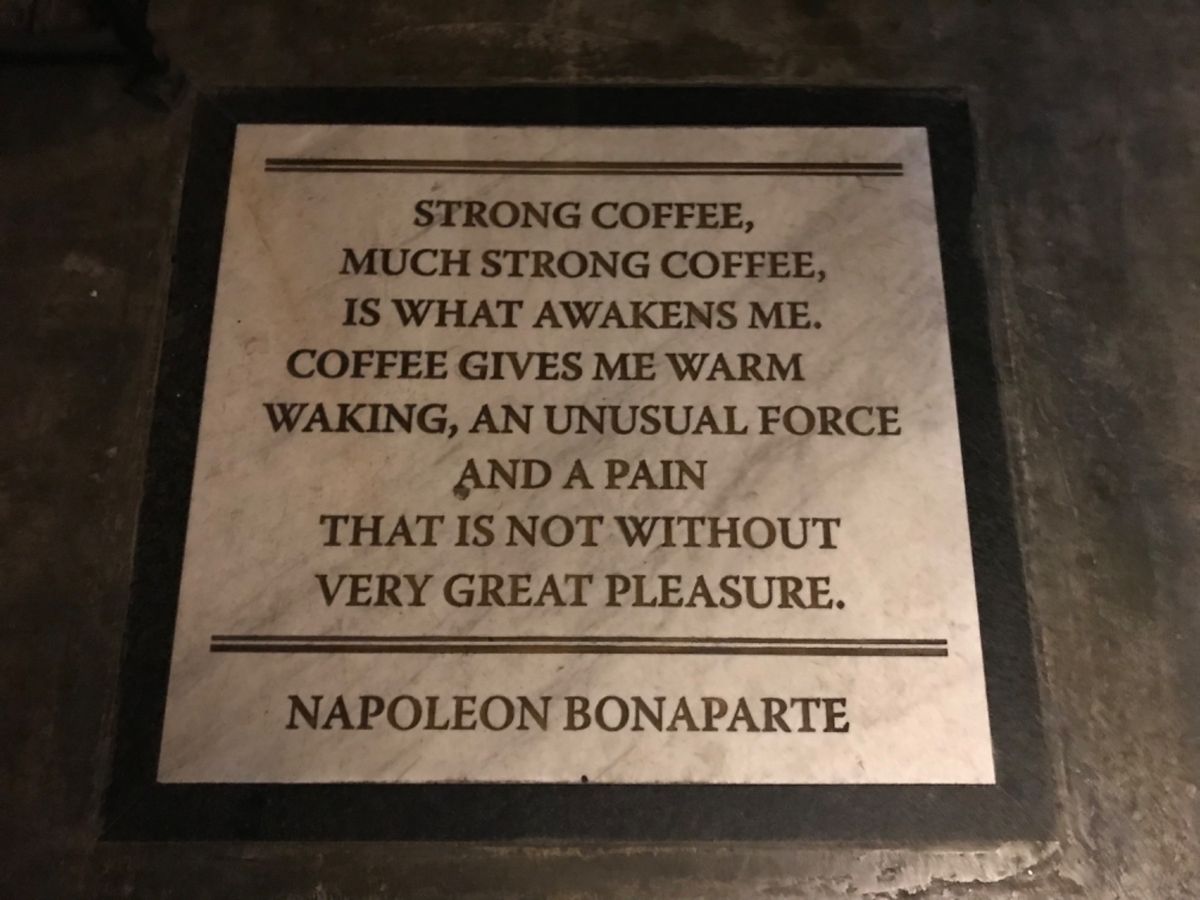 STRONG COFFEE,
MUCH STRONG COFFEE,
IS WHAT AWAKENS ME.
COFFEE GIVES ME WARM
WAKING, AN UNUSUAL FORCE
AND A PAIN
THAT IS NOT WITHOUT
VERY GREAT PLEASURE.
NAPOLEON BONAPARTE